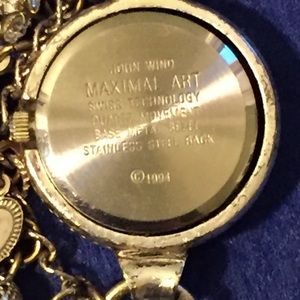 JOHN WIND
MAXIMAL ART
SWISS TECHNOLOGY
QUARTZ MOVEMENT
BASE METAL BEZEL
STAINLESS STEEL BACK
©1994